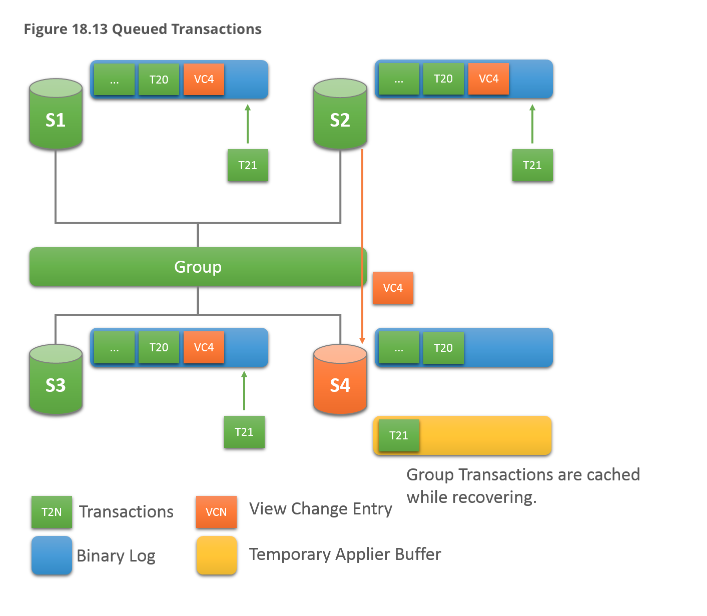 Figure 18.13 Queued Transactions
... T20 VC4
... T20 VC4
S1
S2
T21
T21
Group
VC4
... T20 VC4
... T20
S3
S4
T21
T21
Group Transactions are cached
while recovering.
T2N Transactions
VCN View Change Entry
Binary Log
Temporary Applier Buffer